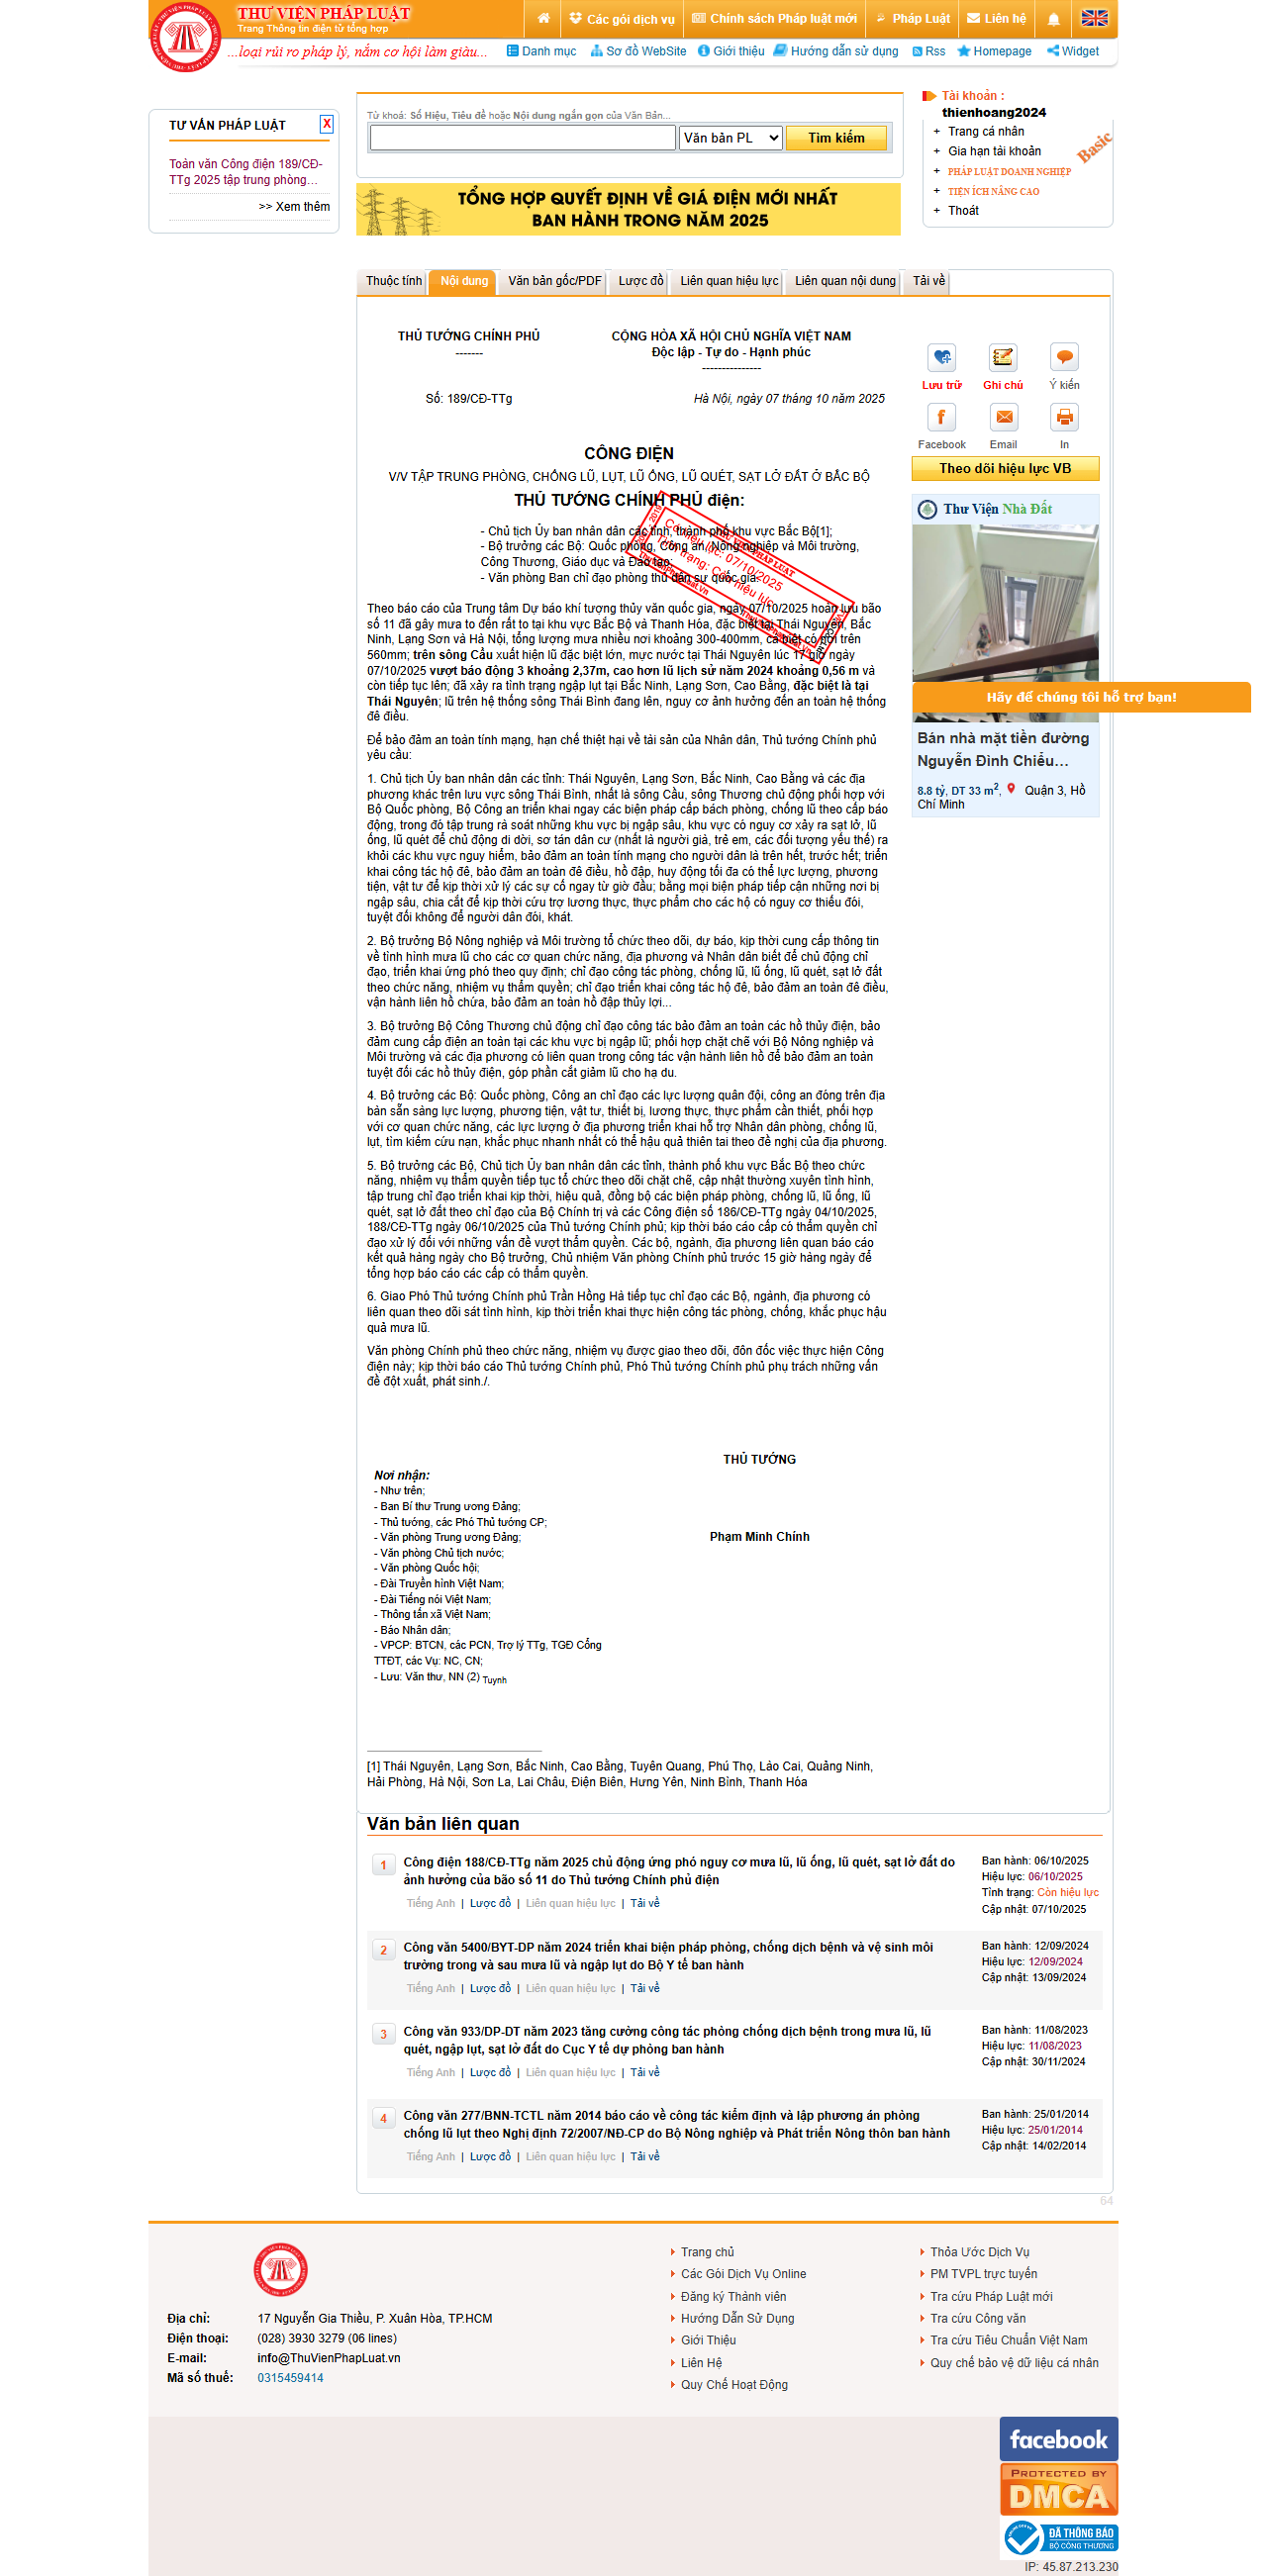 THƯ VIỆN PHÁP LUẬT
Trang Thông tin điện tử tổng hợp
Các gói dịch vụ
Chính sách Pháp luật mới
Pháp Luật
Liên hệ
...loại rủi ro pháp lý, nắm cơ hội làm giàu...
Danh mục
Sơ đồ WebSite
Giới thiệu
Hướng dẫn sử dụng
Rss
Homepage
Widget
TƯ VẤN PHÁP LUẬT
X
Toàn văn Công điện 189/CĐ-
TTg 2025 tập trung phòng...
>> Xem thêm
Từ khoá: Số Hiệu, Tiêu đề hoặc Nội dung ngắn gọn của Văn Bản...
Văn bản PL
Tìm kiếm
TỔNG HỢP QUYẾT ĐỊNH VỀ GIÁ ĐIỆN MỚI NHẤT
BAN HÀNH TRONG NĂM 2025
Tài khoản :
thienhoang2024
+ Trang cá nhân
+ Gia hạn tài khoản
+ PHÁP LUẬT DOANH NGHIỆP
+ TIỆN ÍCH NÂNG CAO
+ Thoát
Basic
Thuộc tính
Nội dung
Văn bản gốc/PDF
Lược đồ
Liên quan hiệu lực
Liên quan nội dung
Tải về
THỦ TƯỚNG CHÍNH PHỦ
-------
CỘNG HÒA XÃ HỘI CHỦ NGHĨA VIỆT NAM
Độc lập - Tự do - Hạnh phúc
---------------
Số: 189/CĐ-TTg
Hà Nội, ngày 07 tháng 10 năm 2025
CÔNG ĐIỆN
V/V TẬP TRUNG PHÒNG, CHỐNG LŨ, LỤT, LŨ ỐNG, LŨ QUÉT, SẠT LỞ ĐẤT Ở BẮC BỘ
THỦ TƯỚNG CHÍNH PHỦ điện:
- Chủ tịch Ủy ban nhân dân các tỉnh, thành phố khu vực Bắc Bộ[1];
- Bộ trưởng các Bộ: Quốc phòng, Công an, Nông nghiệp và Môi trường,
Công Thương, Giáo dục và Đào tạo;
- Văn phòng Ban chỉ đạo phòng thủ dân sự quốc gia.
Có hiệu lực: 07/10/2025
Tình trạng: Còn hiệu lực
Theo báo cáo của Trung tâm Dự báo khí tượng thủy văn quốc gia, ngày 07/10/2025 hoàn lưu bão
số 11 đã gây mưa to đến rất to tại khu vực Bắc Bộ và Thanh Hóa, đặc biệt tại Thái Nguyên, Bắc
Ninh, Lạng Sơn và Hà Nội, tổng lượng mưa nhiều nơi khoảng 300-400mm, cá biệt có nơi trên
560mm; trên sông Cầu xuất hiện lũ đặc biệt lớn, mực nước tại Thái Nguyên lúc 17 giờ ngày
07/10/2025 vượt báo động 3 khoảng 2,37m, cao hơn lũ lịch sử năm 2024 khoảng 0,56 m và
còn tiếp tục lên; đã xảy ra tình trạng ngập lụt tại Bắc Ninh, Lạng Sơn, Cao Bằng, đặc biệt là tại
Thái Nguyên; lũ trên hệ thống sông Thái Bình đang lên, nguy cơ ảnh hưởng đến an toàn hệ thống
đê điều.
Để bảo đảm an toàn tính mạng, hạn chế thiệt hại về tài sản của Nhân dân, Thủ tướng Chính phủ
yêu cầu:
1. Chủ tịch Ủy ban nhân dân các tỉnh: Thái Nguyên, Lạng Sơn, Bắc Ninh, Cao Bằng và các địa
phương khác trên lưu vực sông Thái Bình, nhất là sông Cầu, sông Thương chủ động phối hợp với
Bộ Quốc phòng, Bộ Công an triển khai ngay các biện pháp cấp bách phòng, chống lũ theo cấp báo
động, trong đó tập trung rà soát những khu vực bị ngập sâu, khu vực có nguy cơ xảy ra sạt lở, lũ
ống, lũ quét để chủ động di dời, sơ tán dân cư (nhất là người già, trẻ em, các đối tượng yếu thế) ra
khỏi các khu vực nguy hiểm, bảo đảm an toàn tính mạng cho người dân là trên hết, trước hết; triển
khai công tác hộ đê, bảo đảm an toàn đê điều, hồ đập, huy động tối đa có thể lực lượng, phương
tiện, vật tư để kịp thời xử lý các sự cố ngay từ giờ đầu; bằng mọi biện pháp tiếp cận những nơi bị
ngập sâu, chia cắt để kịp thời cứu trợ lương thực, thực phẩm cho các hộ có nguy cơ thiếu đói,
tuyệt đối không để người dân đói, khát.
2. Bộ trưởng Bộ Nông nghiệp và Môi trường tổ chức theo dõi, dự báo, kịp thời cung cấp thông tin
về tình hình mưa lũ cho các cơ quan chức năng, địa phương và Nhân dân biết để chủ động chỉ
đạo, triển khai ứng phó theo quy định; chỉ đạo công tác phòng, chống lũ, lũ ống, lũ quét, sạt lở đất
theo chức năng, nhiệm vụ thẩm quyền; chỉ đạo triển khai công tác hộ đê, bảo đảm an toàn đê điều,
vận hành liên hồ chứa, bảo đảm an toàn hồ đập thủy lợi...
3. Bộ trưởng Bộ Công Thương chủ động chỉ đạo công tác bảo đảm an toàn các hồ thủy điện, bảo
đảm cung cấp điện an toàn tại các khu vực bị ngập lũ; phối hợp chặt chẽ với Bộ Nông nghiệp và
Môi trường và các địa phương có liên quan trong công tác vận hành liên hồ để bảo đảm an toàn
tuyệt đối các hồ thủy điện, góp phần cắt giảm lũ cho hạ du.
4. Bộ trưởng các Bộ: Quốc phòng, Công an chỉ đạo các lực lượng quân đội, công an đóng trên địa
bàn sẵn sàng lực lượng, phương tiện, vật tư, thiết bị, lương thực, thực phẩm cần thiết, phối hợp
với cơ quan chức năng, các lực lượng ở địa phương triển khai hỗ trợ Nhân dân phòng, chống lũ,
lụt, tìm kiếm cứu nạn, khắc phục nhanh nhất có thể hậu quả thiên tai theo đề nghị của địa phương.
5. Bộ trưởng các Bộ, Chủ tịch Ủy ban nhân dân các tỉnh, thành phố khu vực Bắc Bộ theo chức
năng, nhiệm vụ thẩm quyền tiếp tục tổ chức theo dõi chặt chẽ, cập nhật thường xuyên tình hình,
tập trung chỉ đạo triển khai kịp thời, hiệu quả, đồng bộ các biện pháp phòng, chống lũ, lũ ống, lũ
quét, sạt lở đất theo chỉ đạo của Bộ Chính trị và các Công điện số 186/CĐ-TTg ngày 04/10/2025,
188/CĐ-TTg ngày 06/10/2025 của Thủ tướng Chính phủ; kịp thời báo cáo cấp có thẩm quyền chỉ
đạo xử lý đối với những vấn đề vượt thẩm quyền. Các bộ, ngành, địa phương liên quan báo cáo
kết quả hàng ngày cho Bộ trưởng, Chủ nhiệm Văn phòng Chính phủ trước 15 giờ hàng ngày để
tổng hợp báo cáo các cấp có thẩm quyền.
6. Giao Phó Thủ tướng Chính phủ Trần Hồng Hà tiếp tục chỉ đạo các Bộ, ngành, địa phương có
liên quan theo dõi sát tình hình, kịp thời triển khai thực hiện công tác phòng, chống, khắc phục hậu
quả mưa lũ.
Văn phòng Chính phủ theo chức năng, nhiệm vụ được giao theo dõi, đôn đốc việc thực hiện Công
điện này; kịp thời báo cáo Thủ tướng Chính phủ, Phó Thủ tướng Chính phủ phụ trách những vấn
đề đột xuất, phát sinh./.
Nơi nhận:
- Như trên;
- Ban Bí thư Trung ương Đảng;
- Thủ tướng, các Phó Thủ tướng CP;
- Văn phòng Trung ương Đảng;
- Văn phòng Chủ tịch nước;
- Văn phòng Quốc hội;
- Đài Truyền hình Việt Nam;
- Đài Tiếng nói Việt Nam;
- Thông tấn xã Việt Nam;
- Báo Nhân dân;
- VPCP: BTCN, các PCN, Trợ lý TTg, TGĐ Cổng
TTĐT, các Vụ: NC, CN;
- Lưu: Văn thư, NN (2) Tuynh
THỦ TƯỚNG
Phạm Minh Chính
[1] Thái Nguyên, Lạng Sơn, Bắc Ninh, Cao Bằng, Tuyên Quang, Phú Thọ, Lào Cai, Quảng Ninh,
Hải Phòng, Hà Nội, Sơn La, Lai Châu, Điện Biên, Hưng Yên, Ninh Bình, Thanh Hóa
Lưu trữ
Ghi chú
Ý kiến
Facebook
Email
In
Theo dõi hiệu lực VB
Thư Viện Nhà Đất
Hãy để chúng tôi hỗ trợ bạn!
Bán nhà mặt tiền đường
Nguyễn Đình Chiểu...
8.8 tỷ, DT 33 m2, Quận 3, Hồ
Chí Minh
Văn bản liên quan
1
Công điện 188/CĐ-TTg năm 2025 chủ động ứng phó nguy cơ mưa lũ, lũ ống, lũ quét, sạt lở đất do
ảnh hưởng của bão số 11 do Thủ tướng Chính phủ điện
Tiếng Anh | Lược đồ | Liên quan hiệu lực | Tải về
Ban hành: 06/10/2025
Hiệu lực: 06/10/2025
Tình trạng: Còn hiệu lực
Cập nhật: 07/10/2025
2
Công văn 5400/BYT-DP năm 2024 triển khai biện pháp phòng, chống dịch bệnh và vệ sinh môi
trường trong và sau mưa lũ và ngập lụt do Bộ Y tế ban hành
Tiếng Anh | Lược đồ | Liên quan hiệu lực | Tải về
Ban hành: 12/09/2024
Hiệu lực: 12/09/2024
Cập nhật: 13/09/2024
3
Công văn 933/DP-DT năm 2023 tăng cường công tác phòng chống dịch bệnh trong mưa lũ, lũ
quét, ngập lụt, sạt lở đất do Cục Y tế dự phòng ban hành
Tiếng Anh | Lược đồ | Liên quan hiệu lực | Tải về
Ban hành: 11/08/2023
Hiệu lực: 11/08/2023
Cập nhật: 30/11/2024
4
Công văn 277/BNN-TCTL năm 2014 báo cáo về công tác kiểm định và lập phương án phòng
chống lũ lụt theo Nghị định 72/2007/NĐ-CP do Bộ Nông nghiệp và Phát triển Nông thôn ban hành
Tiếng Anh | Lược đồ | Liên quan hiệu lực | Tải về
Ban hành: 25/01/2014
Hiệu lực: 25/01/2014
Cập nhật: 14/02/2014
64
Địa chỉ: 17 Nguyễn Gia Thiều, P. Xuân Hòa, TP.HCM
Điện thoại: (028) 3930 3279 (06 lines)
E-mail: info@ThuVienPhapLuat.vn
Mã số thuế: 0315459414
Trang chủ
Các Gói Dịch Vụ Online
Đăng ký Thành viên
Hướng Dẫn Sử Dụng
Giới Thiệu
Liên Hệ
Quy Chế Hoạt Động
Thỏa Ước Dịch Vụ
PM TVPL trực tuyến
Tra cứu Pháp Luật mới
Tra cứu Công văn
Tra cứu Tiêu Chuẩn Việt Nam
Quy chế bảo vệ dữ liệu cá nhân
facebook
PROTECTED BY
DMCA
ĐÃ THÔNG BÁO
BỘ CÔNG THƯƠNG
IP: 45.87.213.230